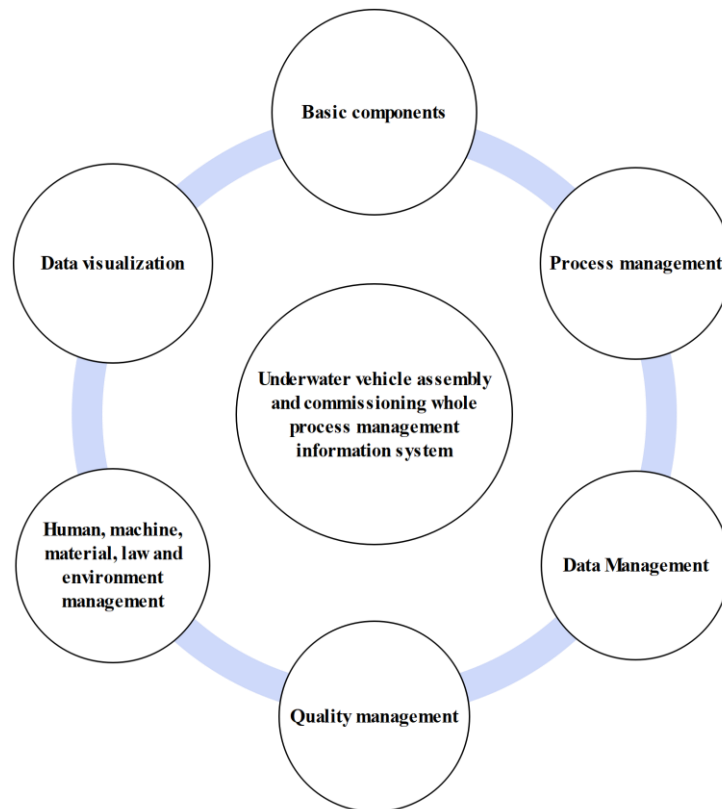 Basic components
Data visualization
Process management
Underwater vehicle assembly
and commissioning whole
process management
information system
Human, machine,
material, law and
environment
management
Data Management
Quality management